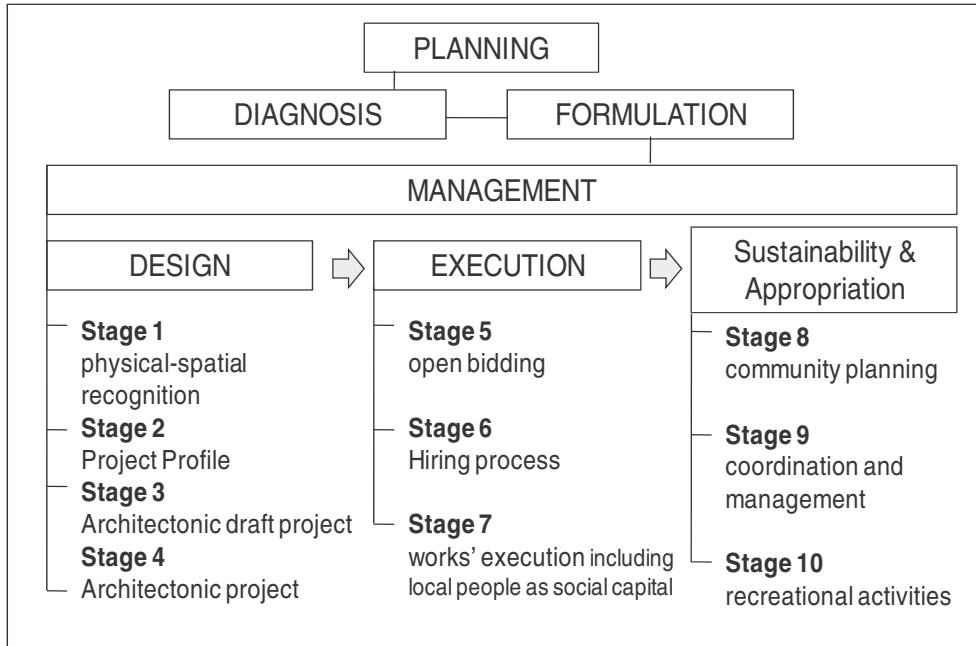 PLANNING
DIAGNOSIS
FORMULATION
MANAGEMENT
DESIGN
Stage 1
physical-spatial
recognition
Stage 2
Project Profile
Stage 3
Architectonic draft project
Stage 4
Architectonic project
EXECUTION
Stage 5
open bidding
Stage 6
Hiring process
Stage 7
works’ execution including
local people as social capital
Sustainability &
Appropriation
Stage 8
community planning
Stage 9
coordination and
management
Stage 10
recreational activities